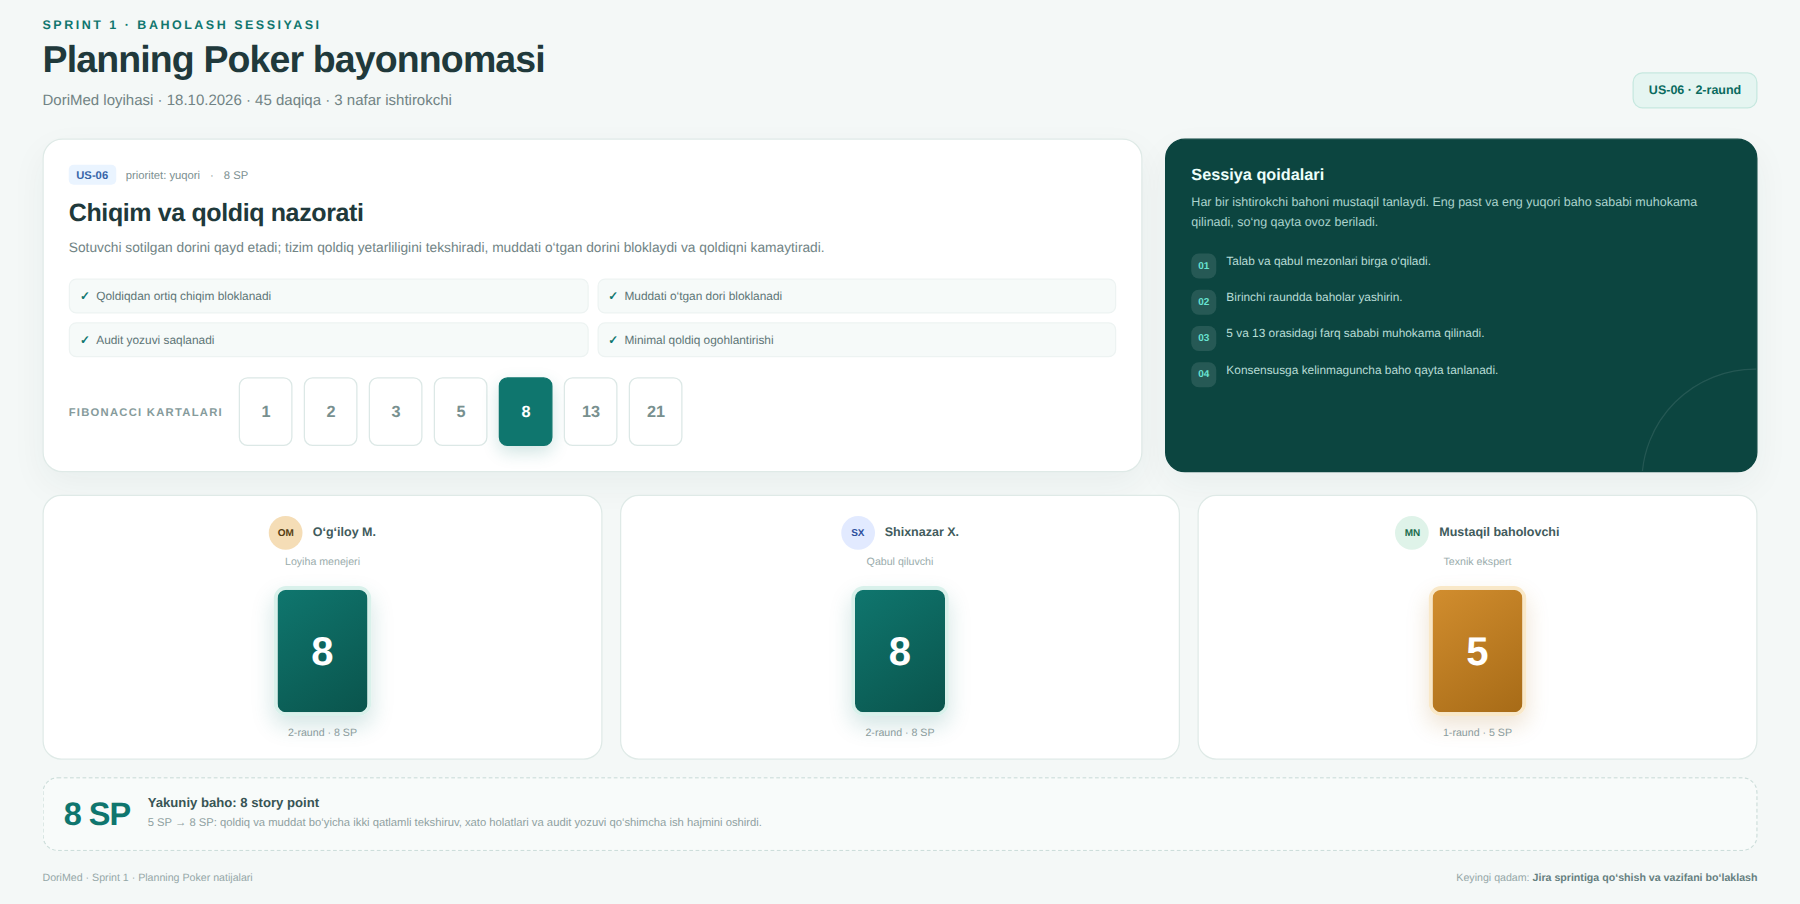 SPRINT 1 · BAHOLASH SESSIYASI
Planning Poker bayonnomasi
DoriMed loyihasi · 18.10.2026 · 45 daqiqa · 3 nafar ishtirokchi
US-06 · 2-raund
US-06 prioritet: yuqori · 8 SP
Chiqim va qoldiq nazorati
Sotuvchi sotilgan dorini qayd etadi; tizim qoldiq yetarliligini tekshiradi, muddati o‘tgan dorini bloklaydi va qoldiqni kamaytiradi.
✓ Qoldiqdan ortiq chiqim bloklanadi
✓ Muddati o‘tgan dori bloklanadi
✓ Audit yozuvi saqlanadi
✓ Minimal qoldiq ogohlantirishi
FIBONACCI KARTALARI 1 2 3 5 8 13 21
Sessiya qoidalari
Har bir ishtirokchi bahoni mustaqil tanlaydi. Eng past va eng yuqori baho sababi muhokama
qilinadi, so‘ng qayta ovoz beriladi.
01 Talab va qabul mezonlari birga o‘qiladi.
02 Birinchi raundda baholar yashirin.
03 5 va 13 orasidagi farq sababi muhokama qilinadi.
04 Konsensusga kelinmaguncha baho qayta tanlanadi.
OM O‘g‘iloy M.
Loyiha menejeri
8
2-raund · 8 SP
SX Shixnazar X.
Qabul qiluvchi
8
2-raund · 8 SP
MN Mustaqil baholovchi
Texnik ekspert
5
1-raund · 5 SP
8 SP
Yakuniy baho: 8 story point
5 SP → 8 SP: qoldiq va muddat bo‘yicha ikki qatlamli tekshiruv, xato holatlari va audit yozuvi qo‘shimcha ish hajmini oshirdi.
DoriMed · Sprint 1 · Planning Poker natijalari
Keyingi qadam: Jira sprintiga qo‘shish va vazifani bo‘laklash